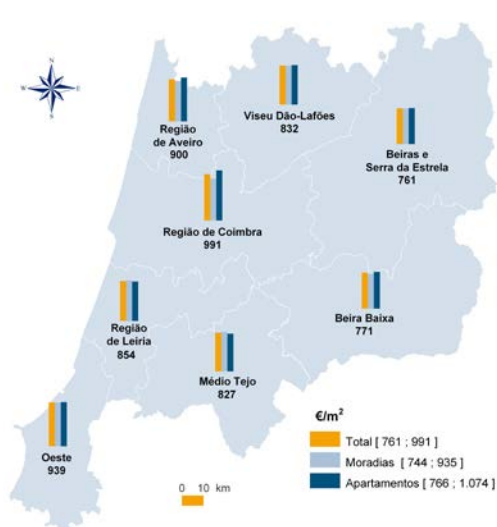 N
W
E
S
Viseu Dão-Lafões
832
Região
de Aveiro
900
Beiras e
Serra da Estrela
761
Região de Coimbra
991
Beira Baixa
771
Região
de Leiria
854
Médio Tejo
827
Oeste
939
€/m²
Total [ 761 ; 991 ]
Moradias [ 744 ; 935 ]
Apartamentos [ 766 ; 1.074 ]
0 10 km